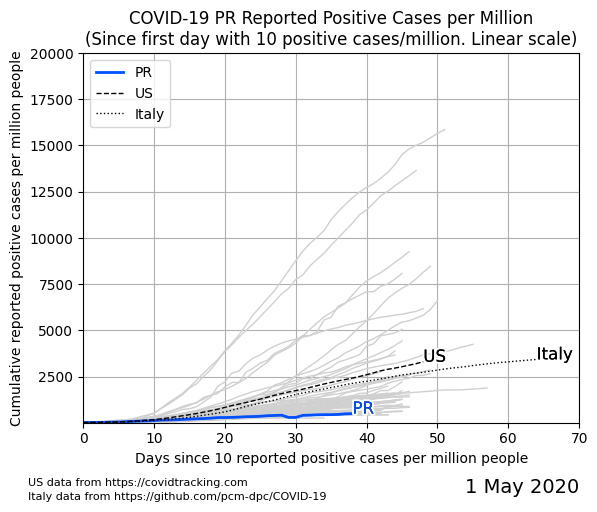 COVID-19 PR Reported Positive Cases per Million
(Since first day with 10 positive cases/million. Linear scale)
Cumulative reported positive cases per million people
20000
17500
15000
12500
10000
7500
5000
2500
PR
US
Italy
US
Italy
PR
0 10 20 30 40 50 60 70
Days since 10 reported positive cases per million people
US data from https://covidtracking.com
Italy data from https://github.com/pcm-dpc/COVID-19
1 May 2020